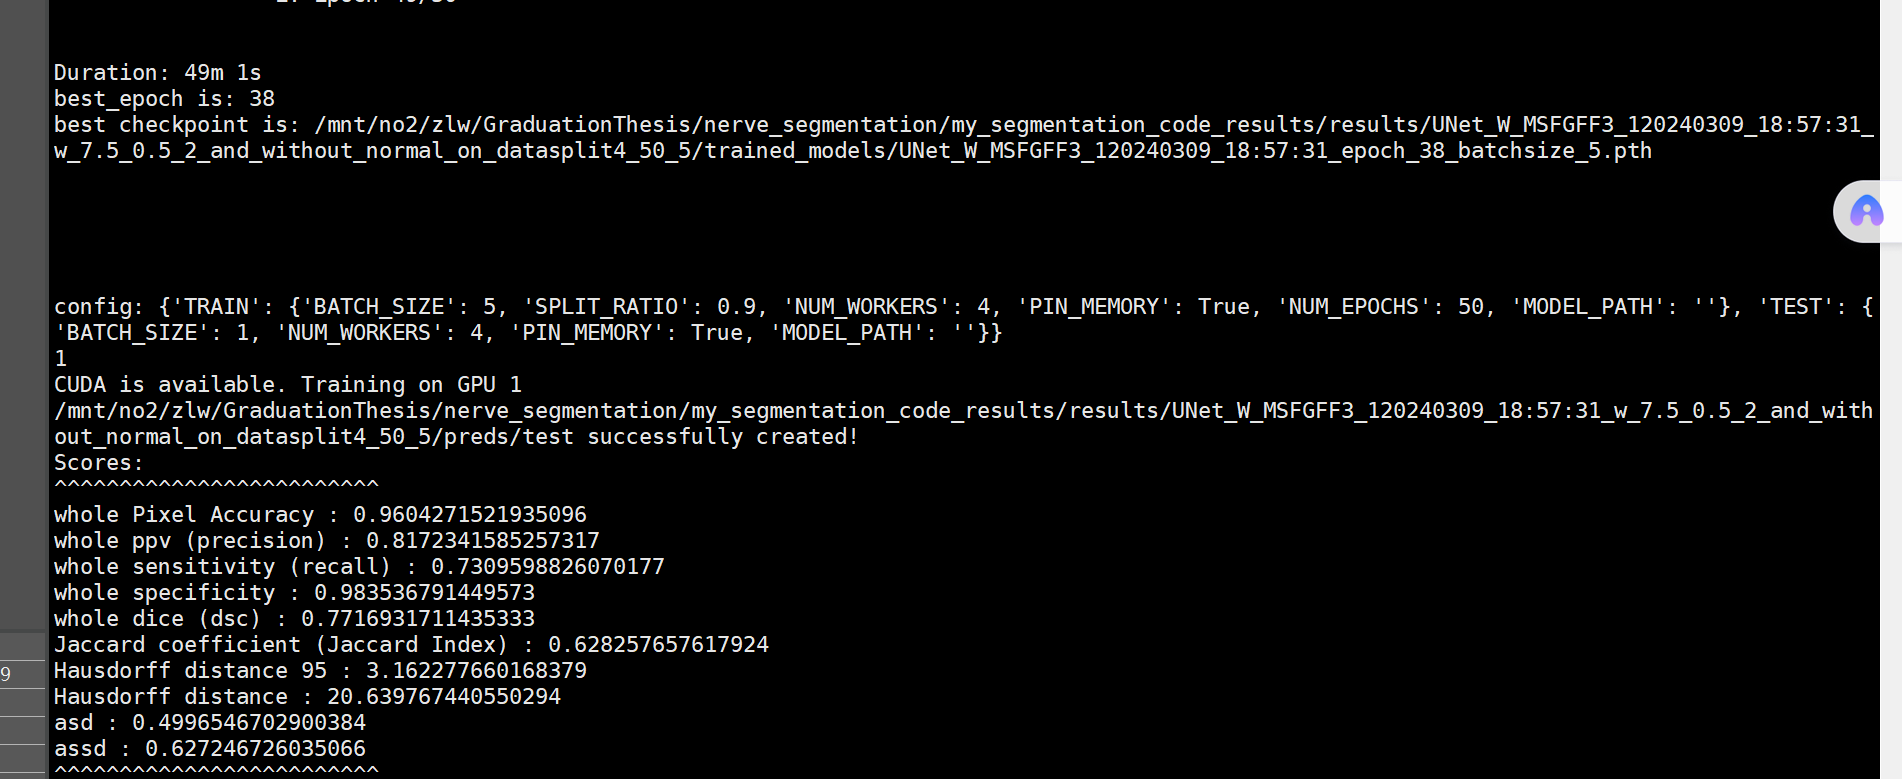 Duration: 49m 1s
best_epoch is: 38
best checkpoint is: /mnt/no2/zlw/GraduationThesis/nerve_segmentation/my_segmentation_code_results/results/UNet_W_MSFGFF3_120240309_18:57:31_
w_7.5_0.5_2_and_without_normal_on_datasplit4_50_5/trained_models/UNet_W_MSFGFF3_120240309_18:57:31_epoch_38_batchsize_5.pth
config: {'TRAIN': {'BATCH_SIZE': 5, 'SPLIT_RATIO': 0.9, 'NUM_WORKERS': 4, 'PIN_MEMORY': True, 'NUM_EPOCHS': 50, 'MODEL_PATH': ''}, 'TEST': {
'BATCH_SIZE': 1, 'NUM_WORKERS': 4, 'PIN_MEMORY': True, 'MODEL_PATH': ''}}
1
CUDA is available. Training on GPU 1
/mnt/no2/zlw/GraduationThesis/nerve_segmentation/my_segmentation_code_results/results/UNet_W_MSFGFF3_120240309_18:57:31_w_7.5_0.5_2_and_with
out_normal_on_datasplit4_50_5/preds/test successfully created!
Scores:
^^^^^^^^^^^^^^^^^^^^^^^^^
whole Pixel Accuracy : 0.9604271521935096
whole ppv (precision) : 0.8172341585257317
whole sensitivity (recall) : 0.7309598826070177
whole specificity : 0.983536791449573
whole dice (dsc) : 0.7716931711435333
Jaccard coefficient (Jaccard Index) : 0.628257657617924
Hausdorff distance 95 : 3.162277660168379
9
Hausdorff distance : 20.639767440550294
asd : 0.4996546702900384
assd : 0.627246726035066
^^^^^^^^^^^^^^^^^^^^^^^^^